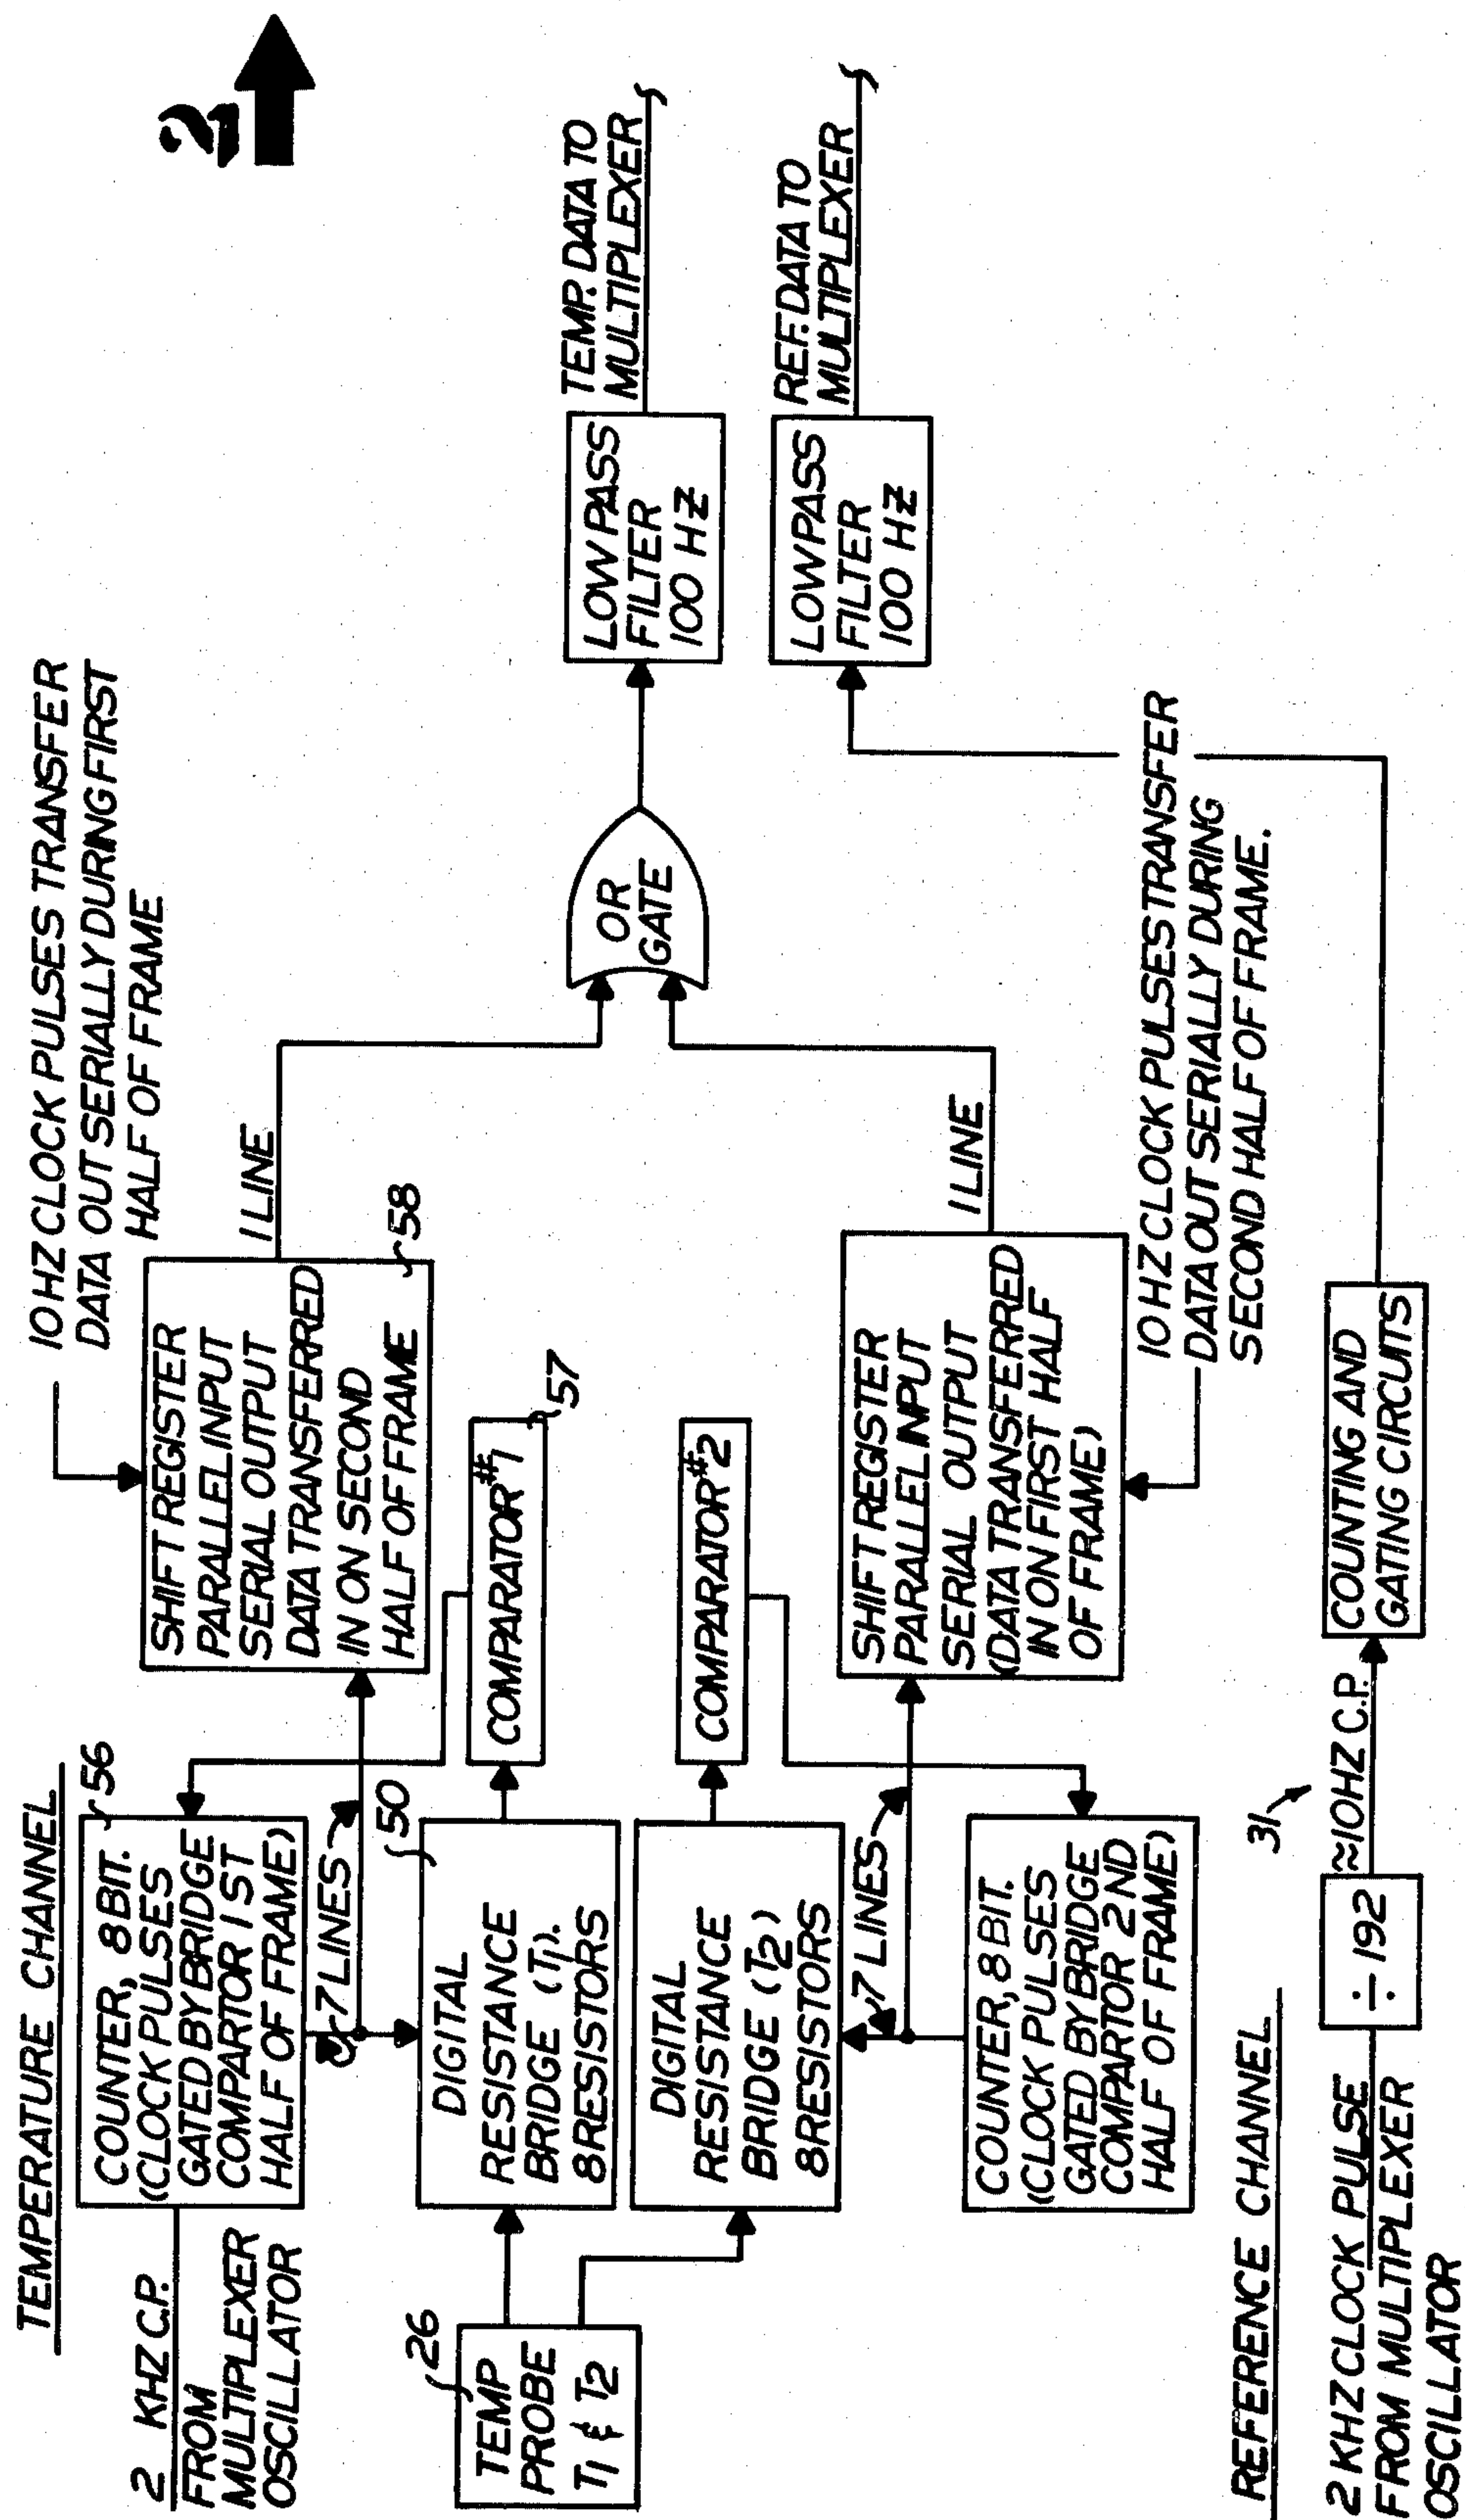 TEMPERATURE CHANNEL
2 KHZ C.P.
FROM
MULTIPLEXER
OSCILLATOR
COUNTER, 8 BIT.
(CLOCK PULSES
GATED BY BRIDGE
COMPARTOR 1ST
HALF OF FRAME)
56
7 LINES
10 HZ CLOCK PULSES TRANSFER
DATA OUT SERIALLY DURING FIRST
HALF OF FRAME
SHIFT REGISTER
PARALLEL INPUT
SERIAL OUTPUT
DATA TRANSFERRED
IN ON SECOND
HALF OF FRAME
58
1 LINE
26
TEMP
PROBE
T1 & T2
50
DIGITAL
RESISTANCE
BRIDGE (T1).
8 RESISTORS
COMPARATOR #1
57
DIGITAL
RESISTANCE
BRIDGE (T2)
8 RESISTORS
COMPARATOR #2
7 LINES
COUNTER, 8 BIT.
(CLOCK PULSES
GATED BY BRIDGE
COMPARTOR 2 ND
HALF OF FRAME)
SHIFT REGISTER
PARALLEL INPUT
SERIAL OUTPUT
(DATA TRANSFERRED
IN ON FIRST HALF
OF FRAME)
1 LINE
10 HZ CLOCK PULSES TRANSFER
DATA OUT SERIALLY DURING
SECOND HALF OF FRAME.
OR
GATE
LOW PASS
FILTER
100 HZ
TEMP. DATA TO
MULTIPLEXER
LOW PASS
FILTER
100 HZ
REF. DATA TO
MULTIPLEXER
2
REFERENCE CHANNEL
31
2 KHZ CLOCK PULSE
FROM MULTIPLEXER
OSCILLATOR
÷ 192
≈10HZ C.P.
COUNTING AND
GATING CIRCUITS